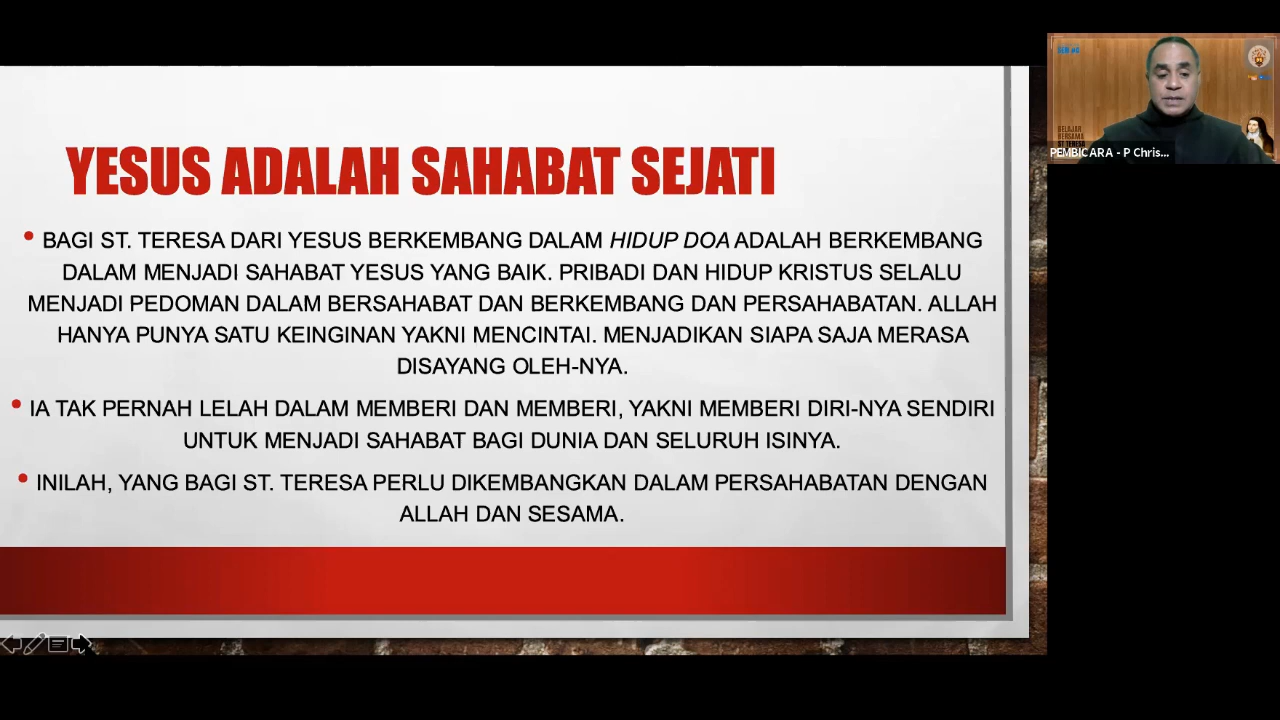 YESUS ADALAH SAHABAT SEJATI
• BAGI ST. TERESA DARI YESUS BERKEMBANG DALAM HIDUP DOA ADALAH BERKEMBANG
DALAM MENJADI SAHABAT YESUS YANG BAIK. PRIBADI DAN HIDUP KRISTUS SELALU
MENJADI PEDOMAN DALAM BERSAHABAT DAN BERKEMBANG DAN PERSAHABATAN. ALLAH
HANYA PUNYA SATU KEINGINAN YAKNI MENCINTAI. MENJADIKAN SIAPA SAJA MERASA
DISAYANG OLEH-NYA.
• IA TAK PERNAH LELAH DALAM MEMBERI DAN MEMBERI, YAKNI MEMBERI DIRI-NYA SENDIRI
UNTUK MENJADI SAHABAT BAGI DUNIA DAN SELURUH ISINYA.
• INILAH, YANG BAGI ST. TERESA PERLU DIKEMBANGKAN DALAM PERSAHABATAN DENGAN
ALLAH DAN SESAMA.
BELAJAR
BERSAMA
ST TERESA
PEMBICARA - P Chris...